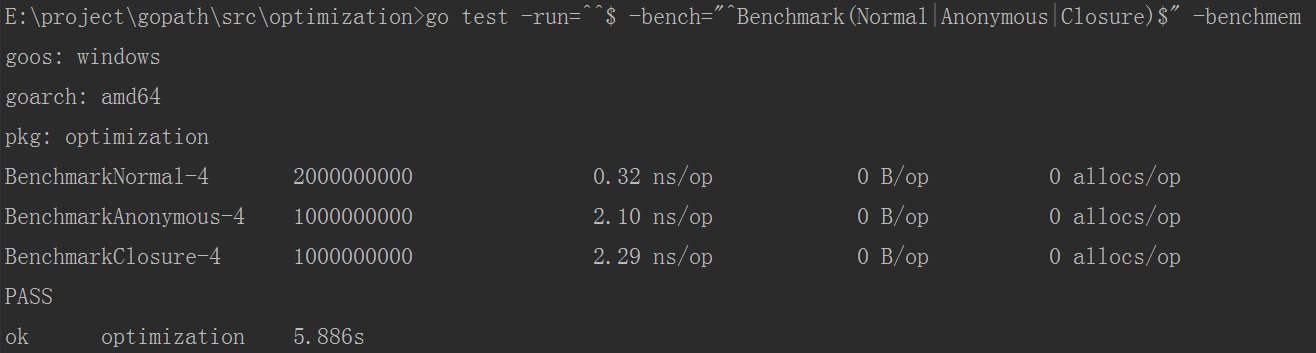 E:\project\gopath\src\optimization>go test -run=^^$ -bench="^Benchmark(Normal|Anonymous|Closure)$" -benchmem
goos: windows
goarch: amd64
pkg: optimization
BenchmarkNormal-4 2000000000 0.32 ns/op 0 B/op 0 allocs/op
BenchmarkAnonymous-4 1000000000 2.10 ns/op 0 B/op 0 allocs/op
BenchmarkClosure-4 1000000000 2.29 ns/op 0 B/op 0 allocs/op
PASS
ok optimization 5.886s